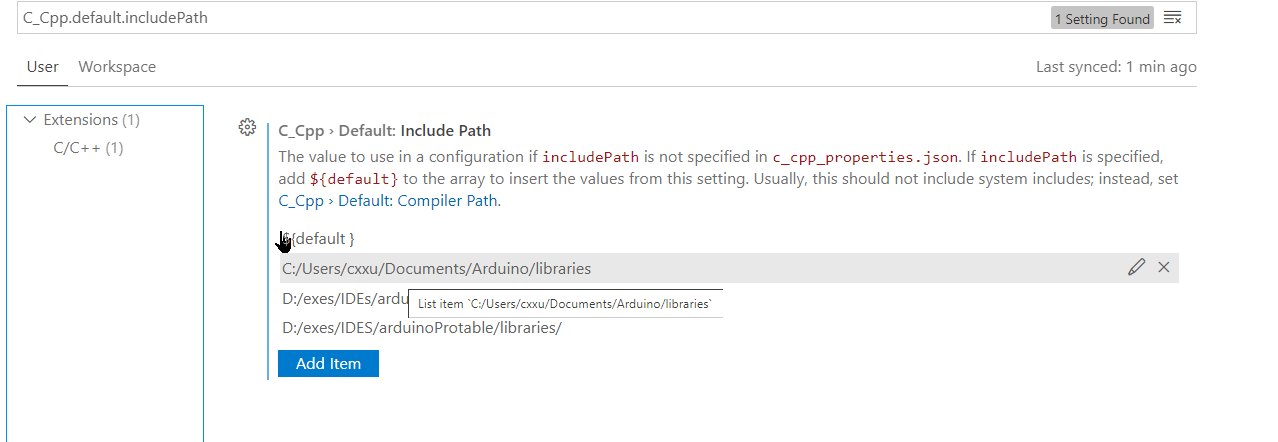 C_Cpp.default.includePath
1 Setting Found
User Workspace
Last synced: 1 min ago
Extensions (1)
C/C++ (1)
C_Cpp › Default: Include Path
The value to use in a configuration if includePath is not specified in c_cpp_properties.json. If includePath is specified,
add ${default} to the array to insert the values from this setting. Usually, this should not include system includes; instead, set
C_Cpp › Default: Compiler Path.
${default }
C:/Users/cxxu/Documents/Arduino/libraries
D:/exes/IDEs/ardu
List item `C:/Users/cxxu/Documents/Arduino/libraries`
D:/exes/IDES/arduinoProtable/libraries/
Add Item